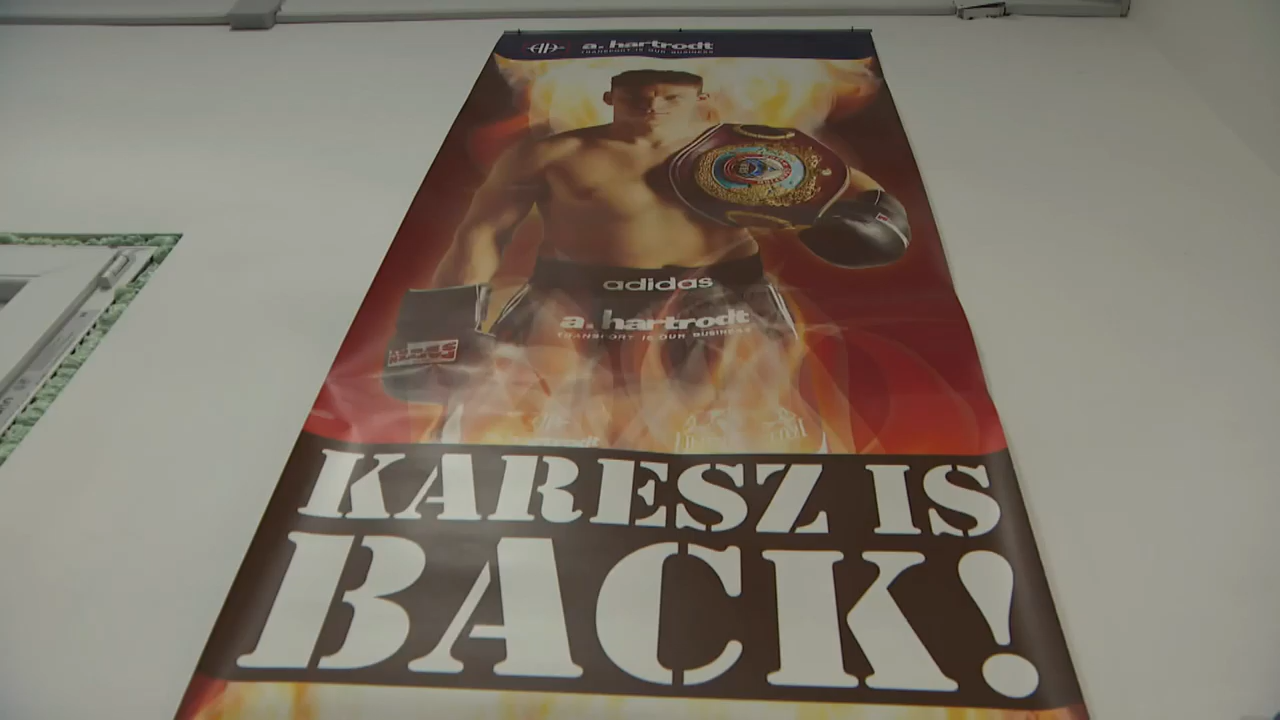 a. hartrodt
TRANSPORT IS OUR BUSINESS
adidas
a. hartrodt
TRANSPORT IS OUR BUSINESS
KARESZ IS
BACK!